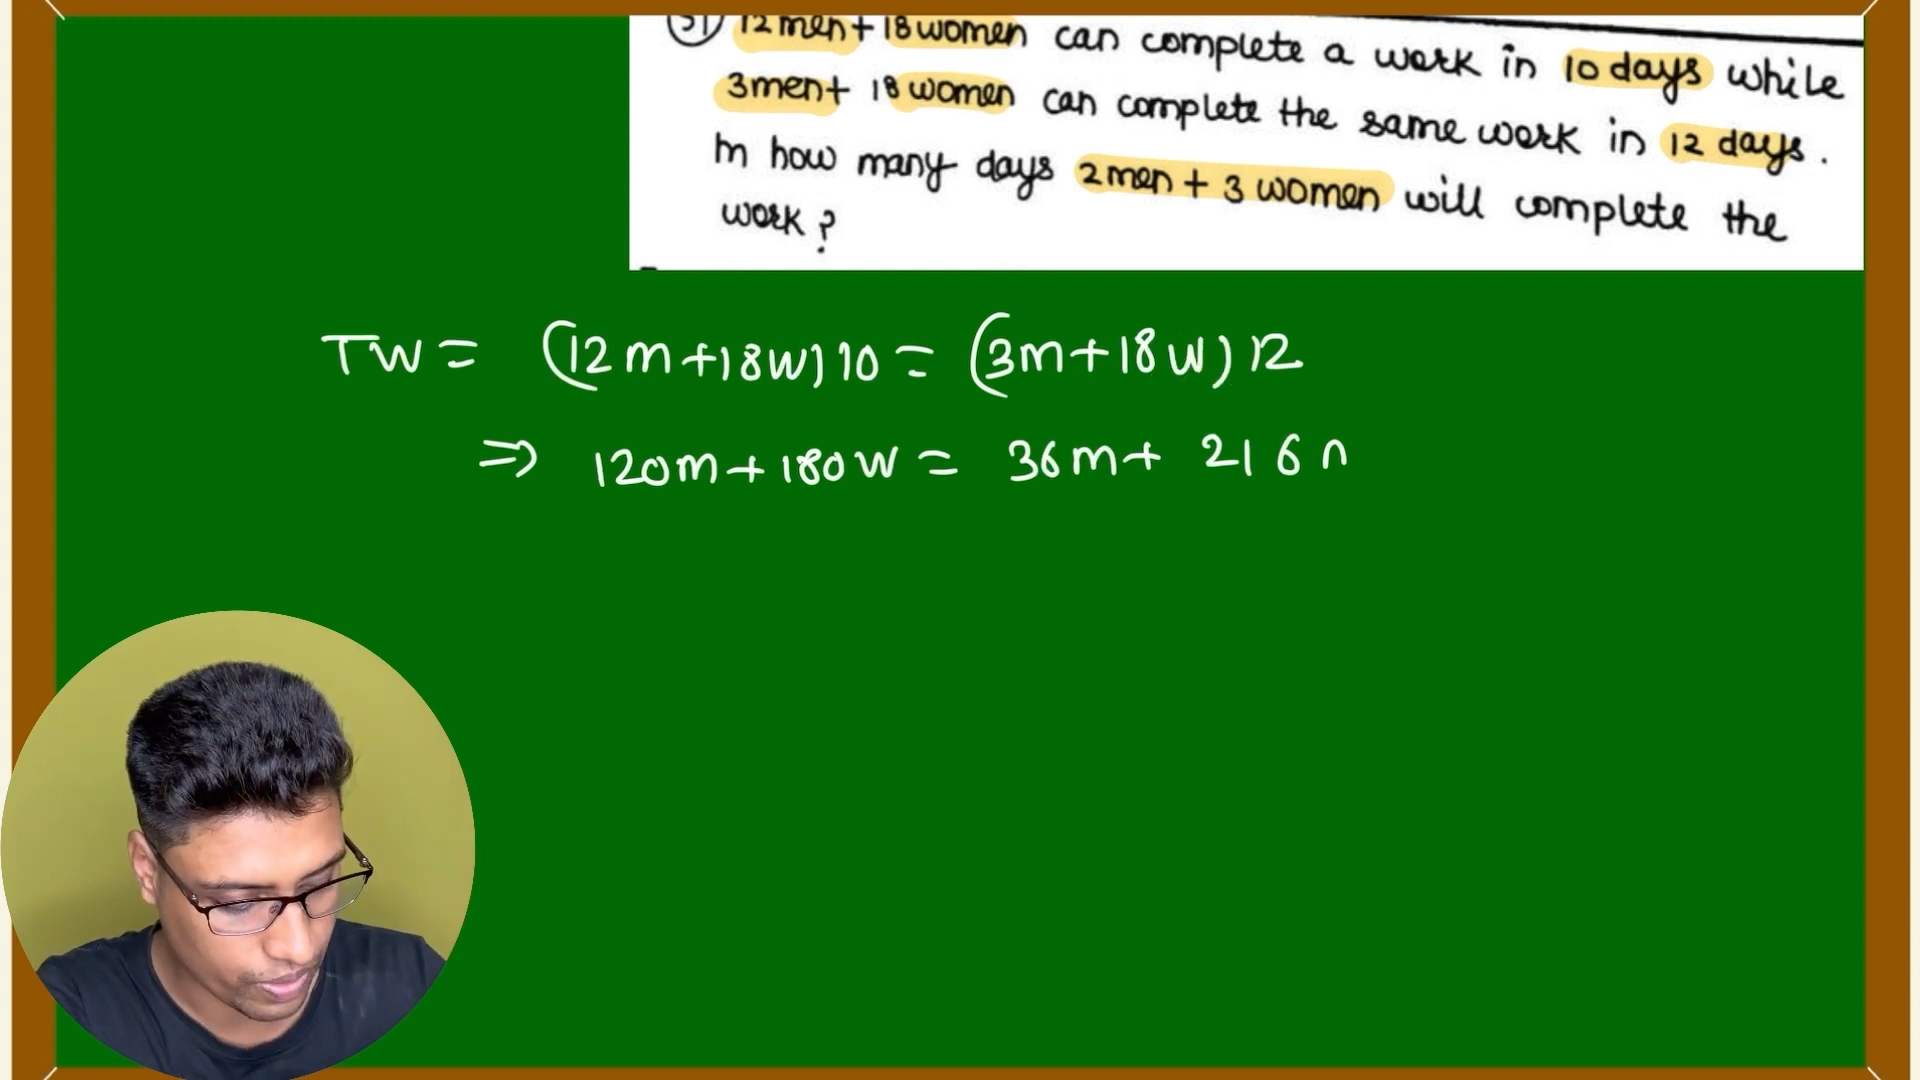 31) 12 men + 18 women can complete a work in 10 days while
3 men + 18 women can complete the same work in 12 days.
In how many days 2 men + 3 women will complete the
work?
TW = (12m+18w)10 = (3m+18w)12
⇒ 120m + 180w = 36m + 216